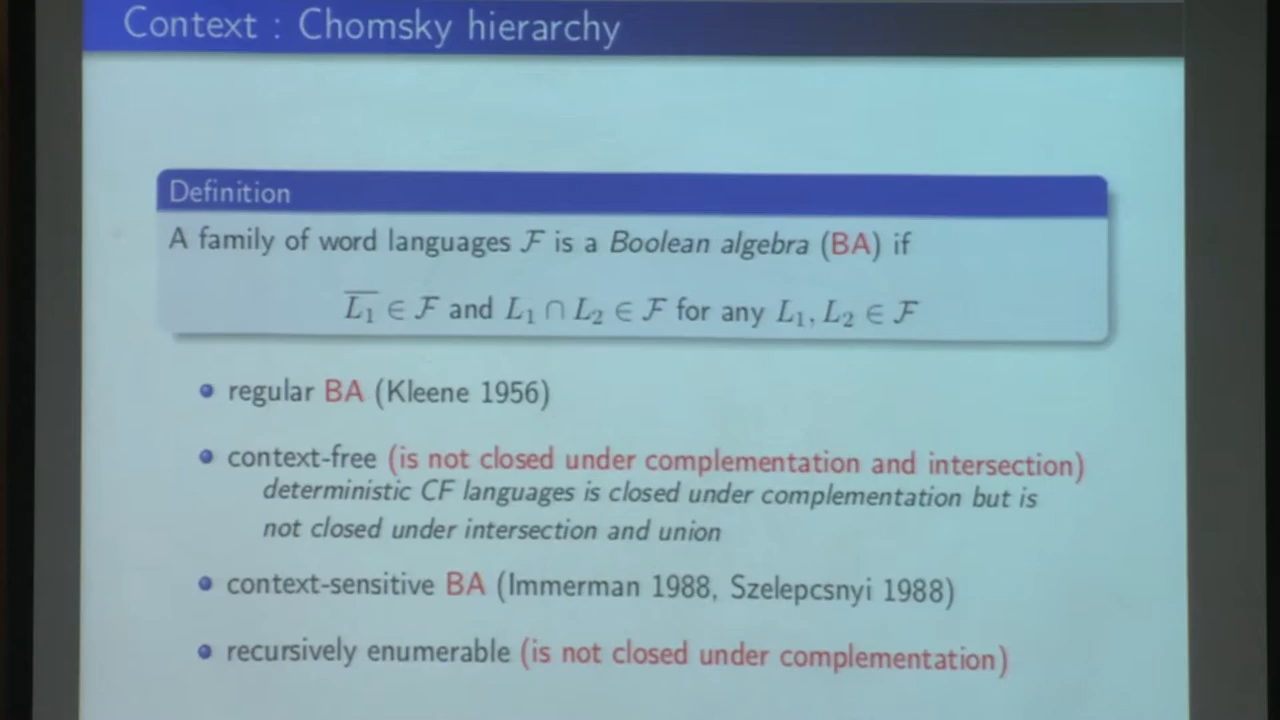 Context : Chomsky hierarchy
Definition
A family of word languages ℱ is a Boolean algebra (BA) if
$\overline{L_1}$ ∈ ℱ and L₁ ∩ L₂ ∈ ℱ for any L₁, L₂ ∈ ℱ
regular BA (Kleene 1956)
context-free (is not closed under complementation and intersection)
deterministic CF languages is closed under complementation but is
not closed under intersection and union
context-sensitive BA (Immerman 1988, Szelepcsnyi 1988)
recursively enumerable (is not closed under complementation)